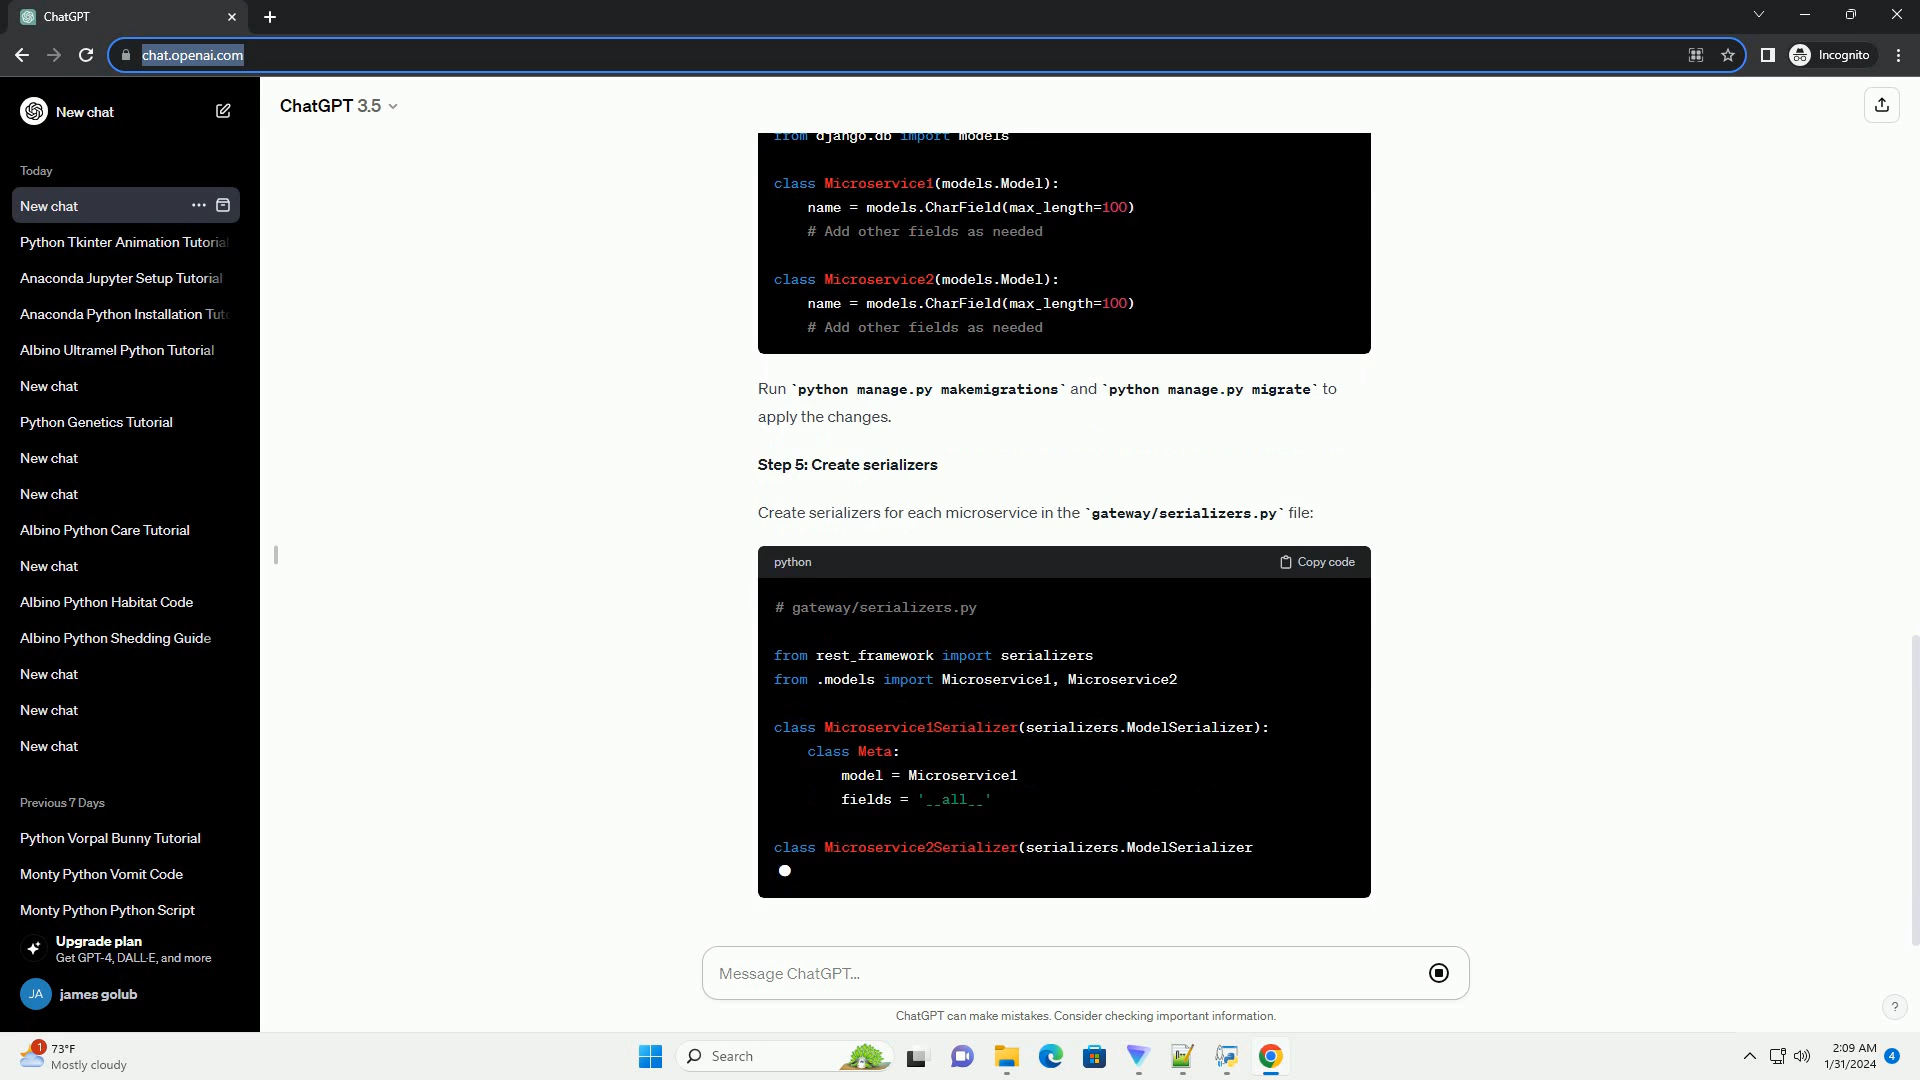 ChatGPT
chat.openai.com
Incognito
New chat
Today
New chat
Python Tkinter Animation Tutorial
Anaconda Jupyter Setup Tutorial
Anaconda Python Installation Tuto
Albino Ultramel Python Tutorial
New chat
Python Genetics Tutorial
New chat
New chat
Albino Python Care Tutorial
New chat
Albino Python Habitat Code
Albino Python Shedding Guide
New chat
New chat
New chat
Previous 7 Days
Python Vorpal Bunny Tutorial
Monty Python Vomit Code
Monty Python Python Script
Upgrade plan
Get GPT-4, DALL·E, and more
JA james golub
ChatGPT 3.5
from django.db import models
class Microservice1(models.Model):
name = models.CharField(max_length=100)
# Add other fields as needed
class Microservice2(models.Model):
name = models.CharField(max_length=100)
# Add other fields as needed
Run `python manage.py makemigrations` and `python manage.py migrate` to
apply the changes.
Step 5: Create serializers
Create serializers for each microservice in the `gateway/serializers.py` file:
python Copy code
# gateway/serializers.py
from rest_framework import serializers
from .models import Microservice1, Microservice2
class Microservice1Serializer(serializers.ModelSerializer):
class Meta:
model = Microservice1
fields = '__all__'
class Microservice2Serializer(serializers.ModelSerializer
Message ChatGPT…
ChatGPT can make mistakes. Consider checking important information.
?
1
73°F
Mostly cloudy
Search
2:09 AM
1/31/2024
4